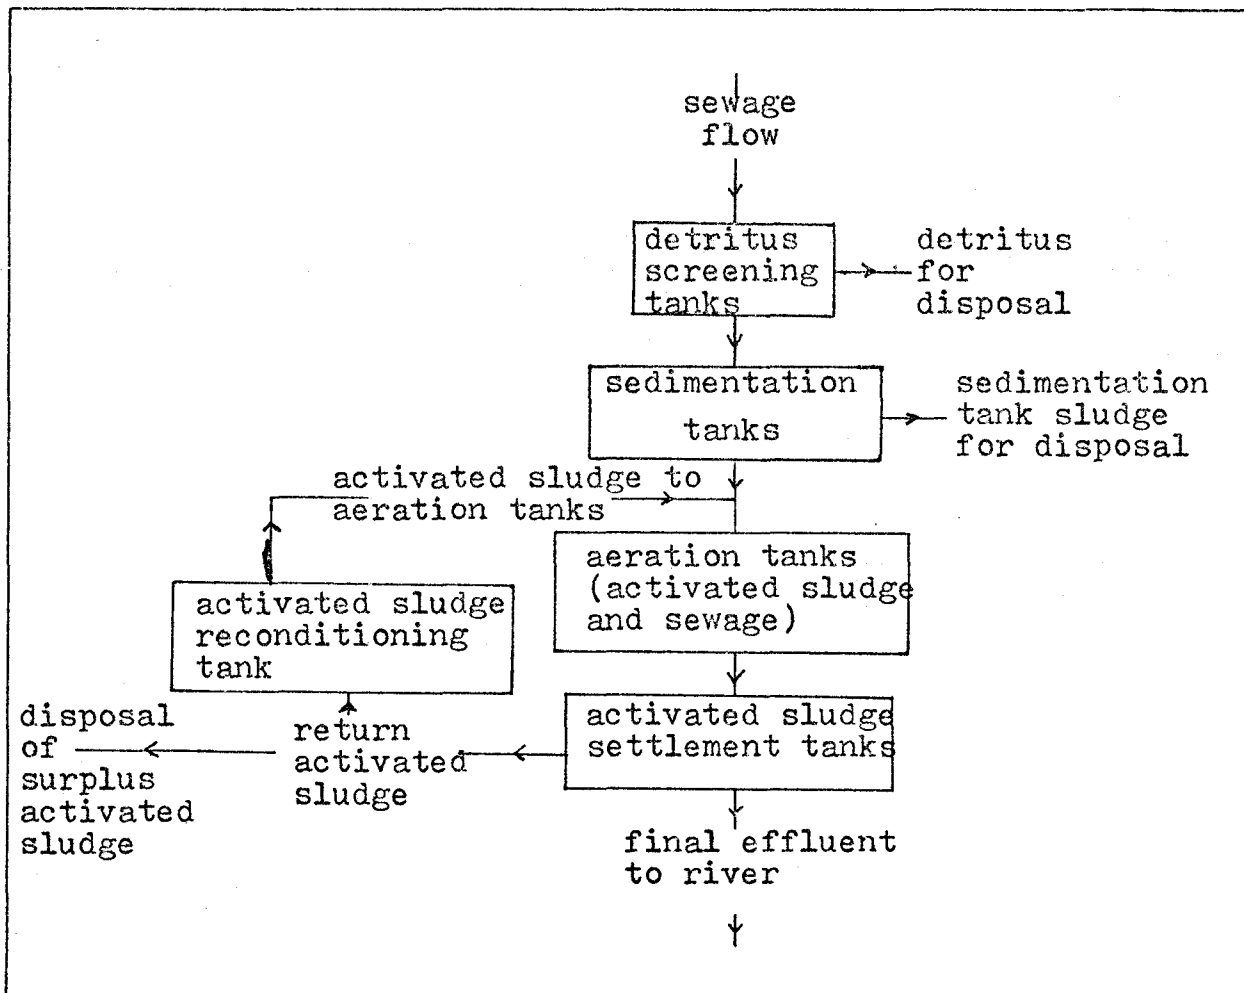 sewage
flow
detritus
screening
tanks
detritus
for
disposal
sedimentation
tanks
sedimentation
tank sludge
for disposal
activated sludge to
aeration tanks
aeration tanks
(activated sludge
and sewage)
activated sludge
reconditioning
tank
activated sludge
settlement tanks
return
activated
sludge
disposal
of
surplus
activated
sludge
final effluent
to river